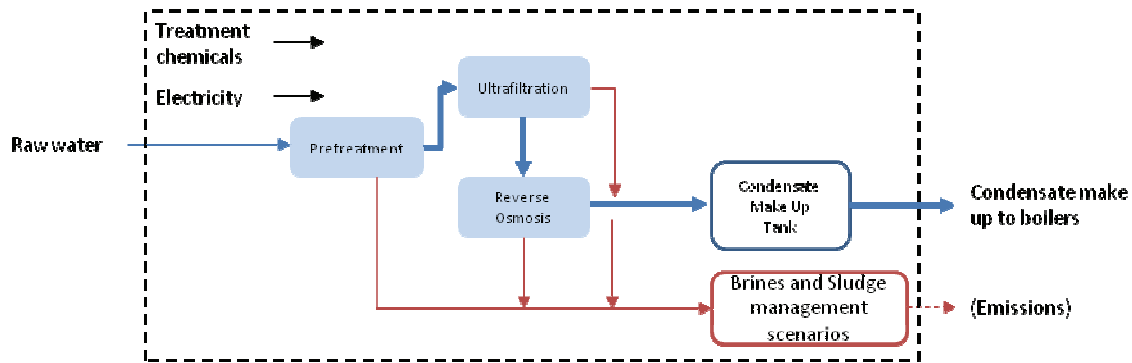 Treatment
chemicals
Electricity
Raw water
Pretreatment
Ultrafiltration
Reverse
Osmosis
Condensate
Make Up
Tank
Condensate make
up to boilers
Brines and Sludge
management
scenarios
(Emissions)